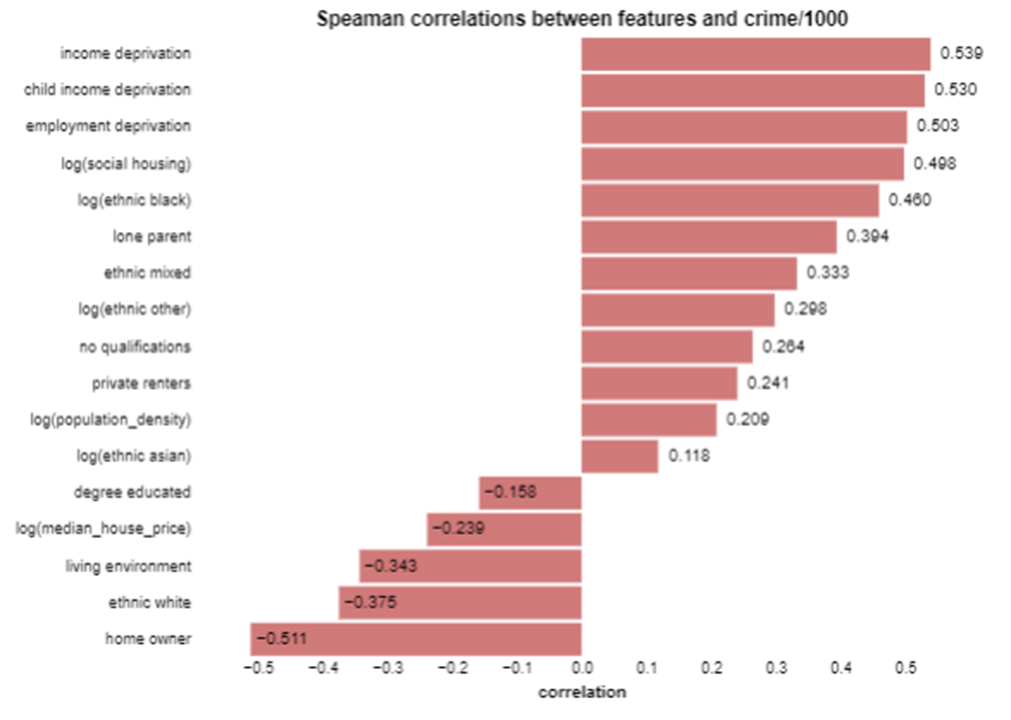 Speaman correlations between features and crime/1000
income deprivation 0.539
child income deprivation 0.530
employment deprivation 0.503
log(social housing) 0.498
log(ethnic black) 0.460
lone parent 0.394
ethnic mixed 0.333
log(ethnic other) 0.298
no qualifications 0.264
private renters 0.241
log(population_density) 0.209
log(ethnic asian) 0.118
degree educated −0.158
log(median_house_price) −0.239
living environment −0.343
ethnic white −0.375
home owner −0.511
−0.5 −0.4 −0.3 −0.2 −0.1 0.0 0.1 0.2 0.3 0.4 0.5
correlation